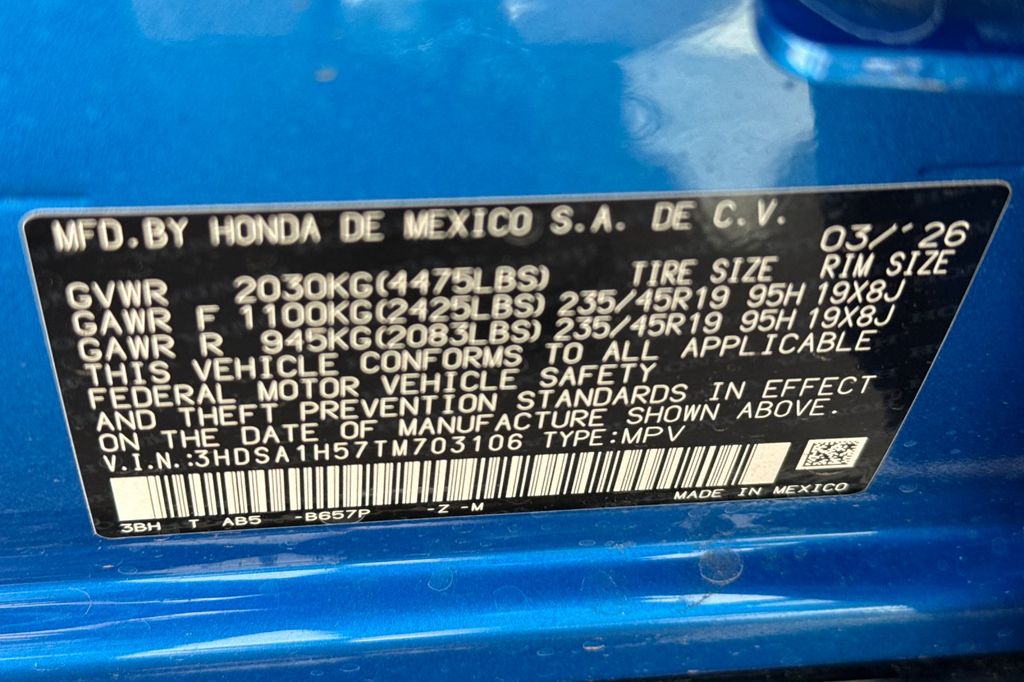 MFD.BY HONDA DE MEXICO S.A. DE C.V. 03/'26
GVWR 2030KG(4475LBS) TIRE SIZE RIM SIZE
GAWR F 1100KG(2425LBS) 235/45R19 95H 19X8J
GAWR R 945KG(2083LBS) 235/45R19 95H 19X8J
THIS VEHICLE CONFORMS TO ALL APPLICABLE
FEDERAL MOTOR VEHICLE SAFETY
AND THEFT PREVENTION STANDARDS IN EFFECT
ON THE DATE OF MANUFACTURE SHOWN ABOVE.
V.I.N.:3HDSA1H57TM703106 TYPE:MPV
MADE IN MEXICO
3BH T AB5 -B657P -Z -M